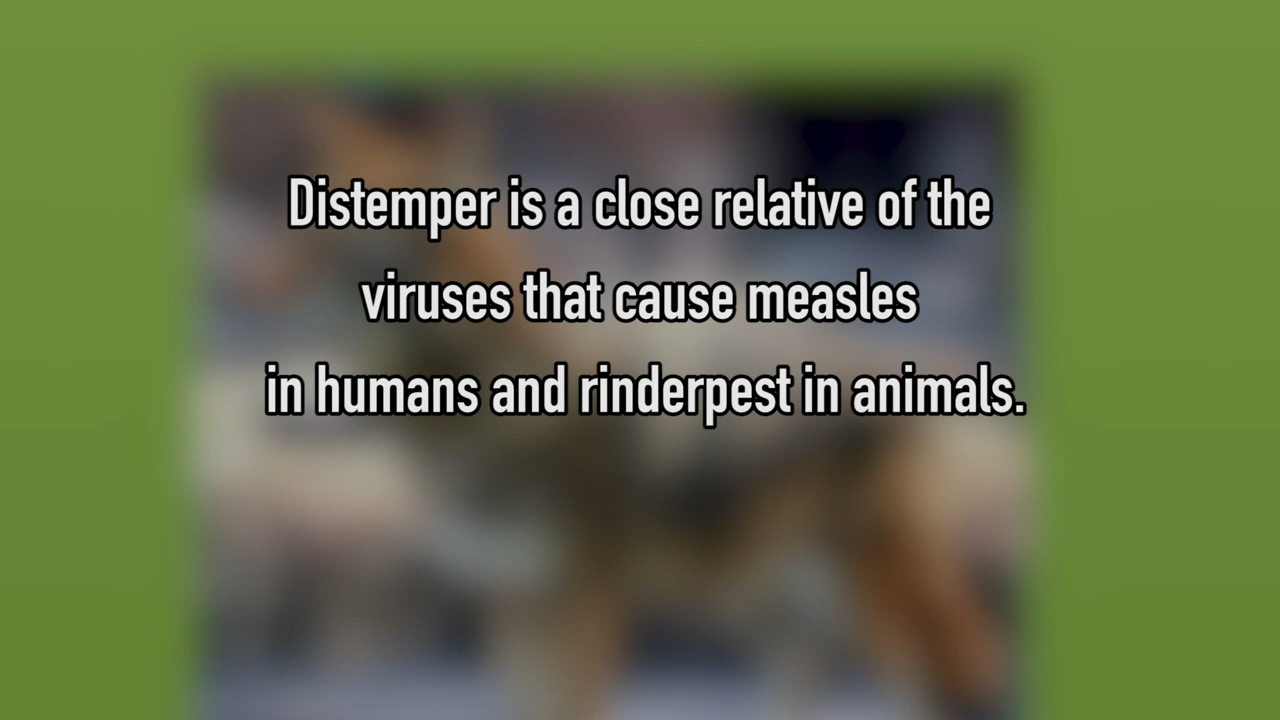 Distemper is a close relative of the
viruses that cause measles
in humans and rinderpest in animals.